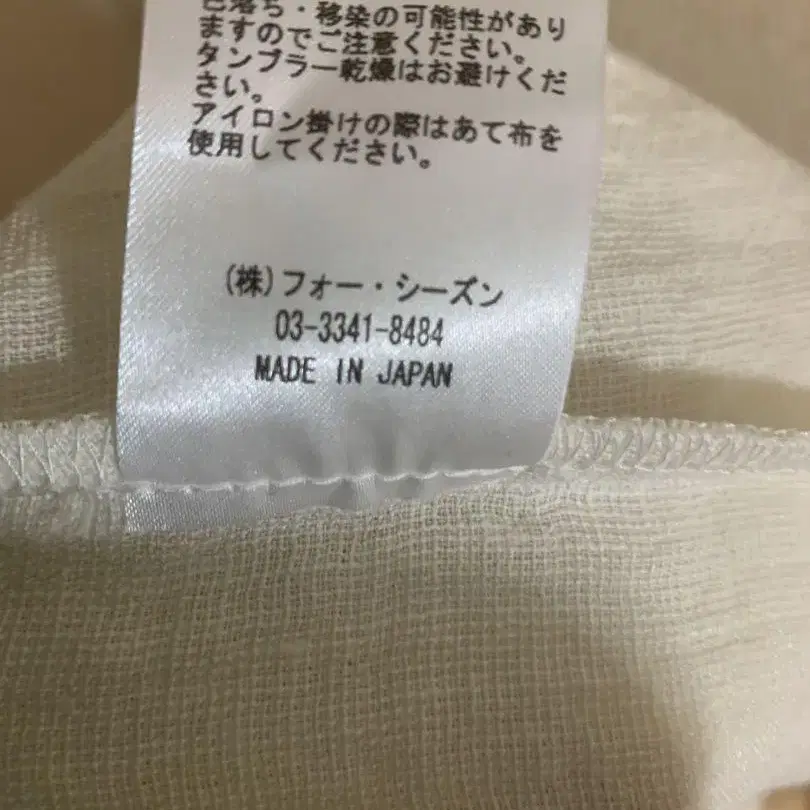 色落ち・移染の可能性があり
ますのでご注意ください。
タンブラー乾燥はお避けくだ
さい。
アイロン掛けの際はあて布を
使用してください。
(株)フォー・シーズン
03-3341-8484
MADE IN JAPAN